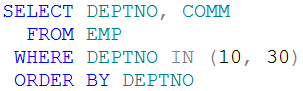 SELECT DEPTNO, COMM
FROM EMP
WHERE DEPTNO IN (10, 30)
ORDER BY DEPTNO